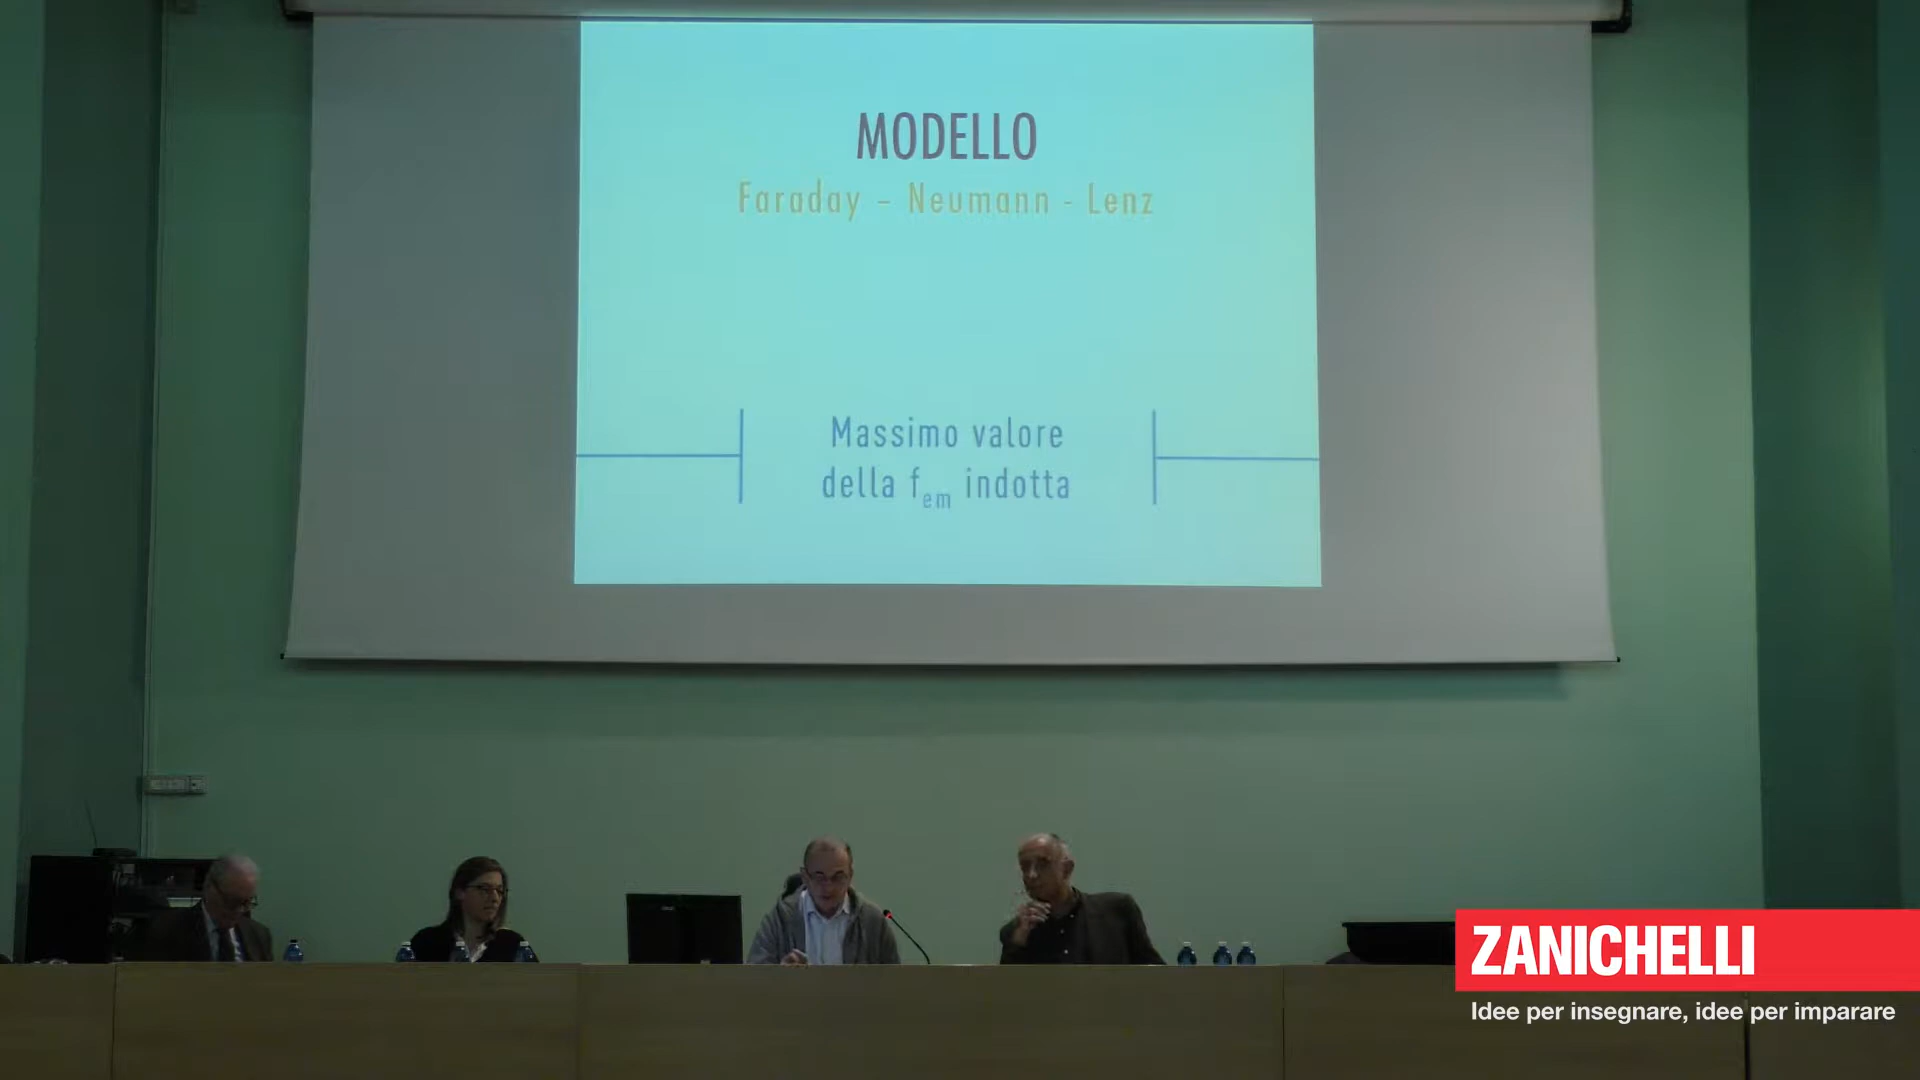 MODELLO
Faraday – Neumann - Lenz
Massimo valore
della fem indotta
ZANICHELLI
Idee per insegnare, idee per imparare